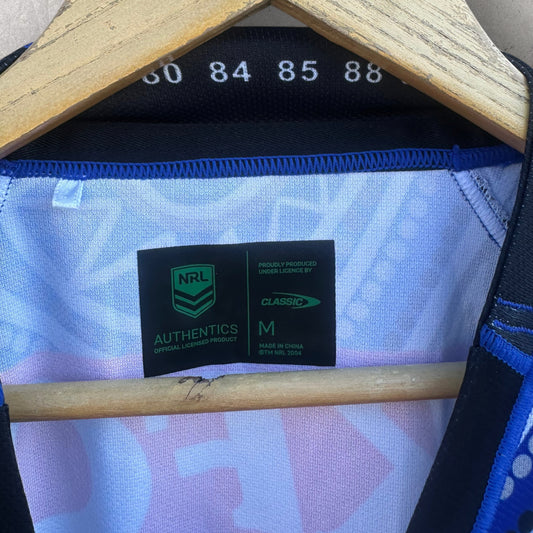 80 84 85 88
NRL
AUTHENTICS
OFFICIAL LICENSED PRODUCT
PROUDLY PRODUCED
UNDER LICENCE BY
CLASSIC
M
MADE IN CHINA
©TM NRL 2004